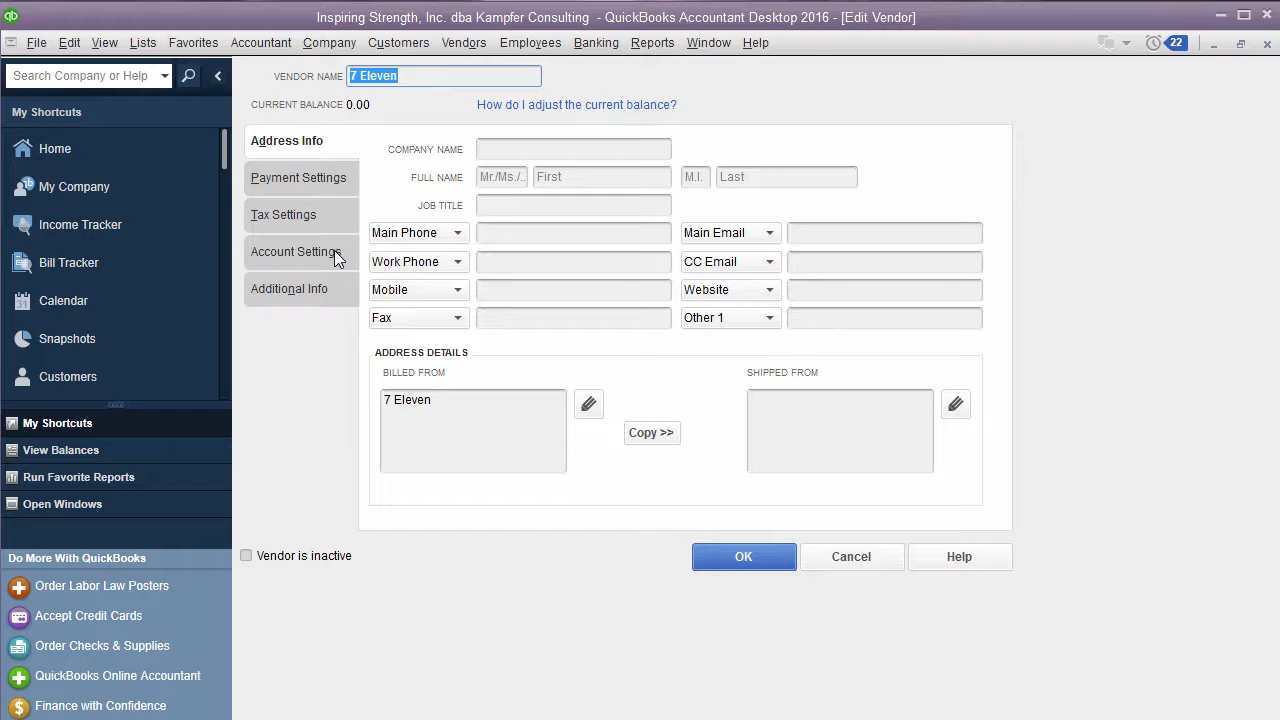 qb
Inspiring Strength, Inc. dba Kampfer Consulting - QuickBooks Accountant Desktop 2016 - [Edit Vendor]
File Edit View Lists Favorites Accountant Company Customers Vendors Employees Banking Reports Window Help
22
Search Company or Help
My Shortcuts
Home
My Company
Income Tracker
Bill Tracker
Calendar
Snapshots
Customers
My Shortcuts
View Balances
Run Favorite Reports
Open Windows
Do More With QuickBooks
Order Labor Law Posters
Accept Credit Cards
Order Checks & Supplies
QuickBooks Online Accountant
Finance with Confidence
VENDOR NAME 7 Eleven
CURRENT BALANCE 0.00 How do I adjust the current balance?
Address Info
Payment Settings
Tax Settings
Account Settings
Additional Info
COMPANY NAME
FULL NAME Mr./Ms./.. First M.I. Last
JOB TITLE
Main Phone Main Email
Work Phone CC Email
Mobile Website
Fax Other 1
ADDRESS DETAILS
BILLED FROM SHIPPED FROM
7 Eleven
Copy >>
Vendor is inactive
OK Cancel Help